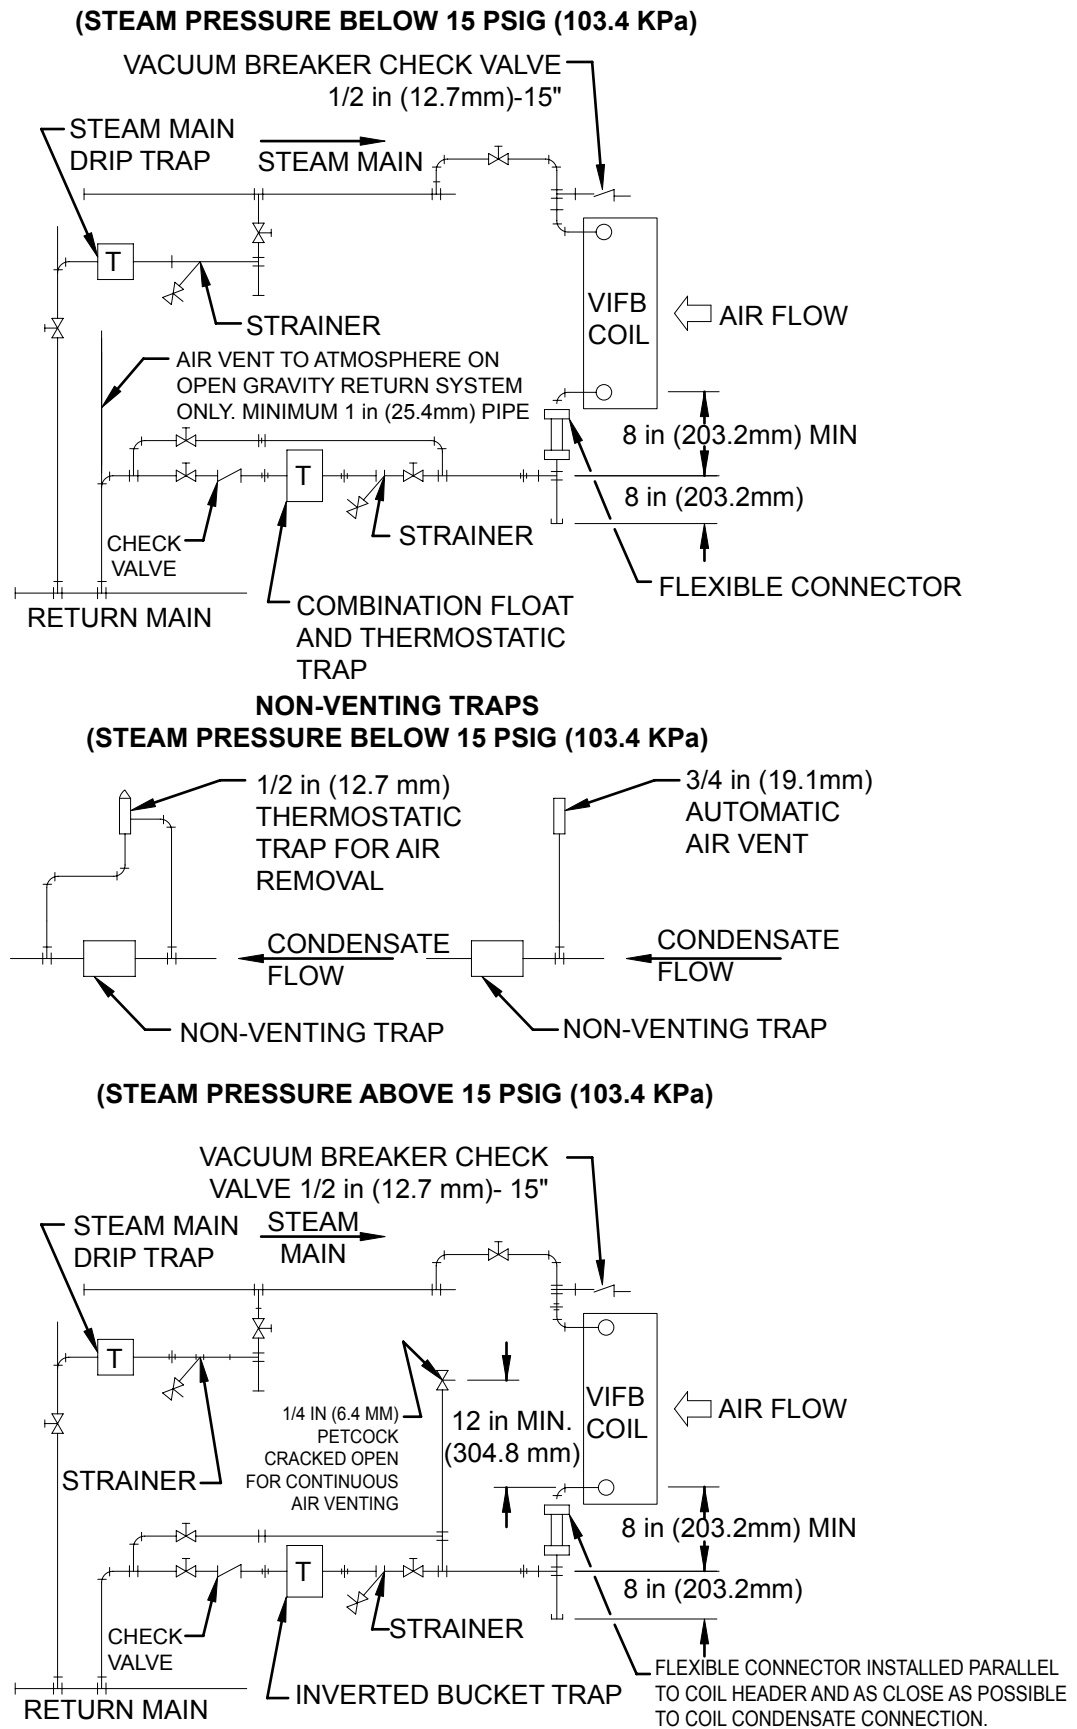 (STEAM PRESSURE BELOW 15 PSIG (103.4 KPa)
VACUUM BREAKER CHECK VALVE
1/2 in (12.7mm)-15"
STEAM MAIN
DRIP TRAP
STEAM MAIN
T
STRAINER
VIFB
COIL
AIR FLOW
AIR VENT TO ATMOSPHERE ON
OPEN GRAVITY RETURN SYSTEM
ONLY. MINIMUM 1 in (25.4mm) PIPE
8 in (203.2mm) MIN
T
8 in (203.2mm)
CHECK
VALVE
STRAINER
FLEXIBLE CONNECTOR
RETURN MAIN
COMBINATION FLOAT
AND THERMOSTATIC
TRAP
NON-VENTING TRAPS
(STEAM PRESSURE BELOW 15 PSIG (103.4 KPa)
1/2 in (12.7 mm)
THERMOSTATIC
TRAP FOR AIR
REMOVAL
3/4 in (19.1mm)
AUTOMATIC
AIR VENT
CONDENSATE
FLOW
CONDENSATE
FLOW
NON-VENTING TRAP
NON-VENTING TRAP
(STEAM PRESSURE ABOVE 15 PSIG (103.4 KPa)
VACUUM BREAKER CHECK
VALVE 1/2 in (12.7 mm)- 15"
STEAM MAIN
DRIP TRAP
STEAM
MAIN
T
VIFB
COIL
AIR FLOW
1/4 IN (6.4 MM)
PETCOCK
CRACKED OPEN
FOR CONTINUOUS
AIR VENTING
12 in MIN.
(304.8 mm)
STRAINER
8 in (203.2mm) MIN
T
8 in (203.2mm)
CHECK
VALVE
STRAINER
RETURN MAIN
INVERTED BUCKET TRAP
FLEXIBLE CONNECTOR INSTALLED PARALLEL
TO COIL HEADER AND AS CLOSE AS POSSIBLE
TO COIL CONDENSATE CONNECTION.